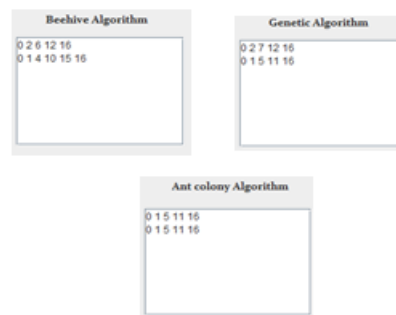 Beehive Algorithm
0 2 6 12 16
0 1 4 10 15 16
Genetic Algorithm
0 2 7 12 16
0 1 5 11 16
Ant colony Algorithm
0 1 5 11 16
0 1 5 11 16